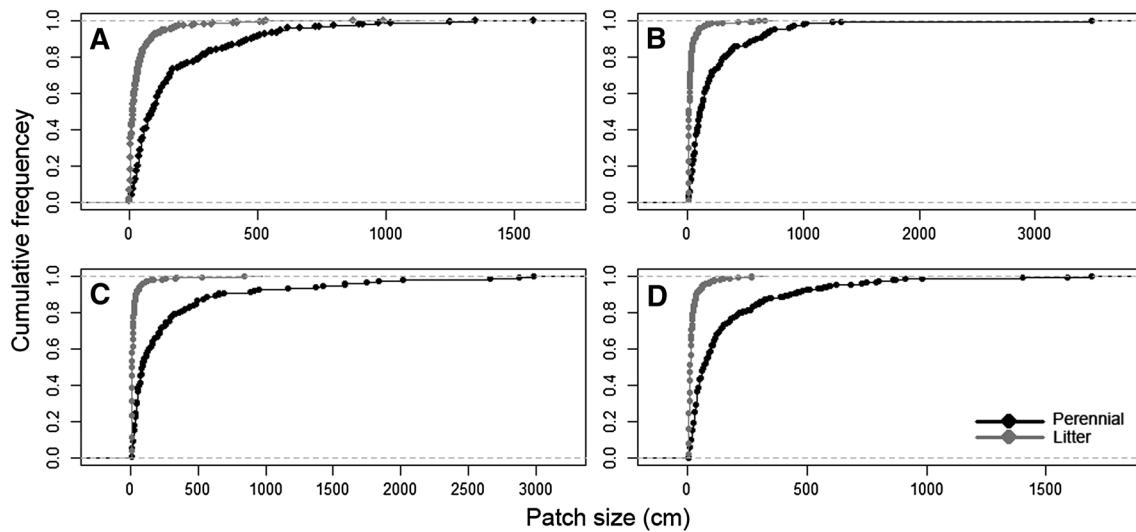 Cumulative frequencey
A
0.0 0.2 0.4 0.6 0.8 1.0
0 500 1000 1500
B
0.0 0.2 0.4 0.6 0.8 1.0
0 1000 2000 3000
C
0.0 0.2 0.4 0.6 0.8 1.0
0 500 1000 1500 2000 2500 3000
D
0.0 0.2 0.4 0.6 0.8 1.0
0 500 1000 1500
Perennial
Litter
Patch size (cm)